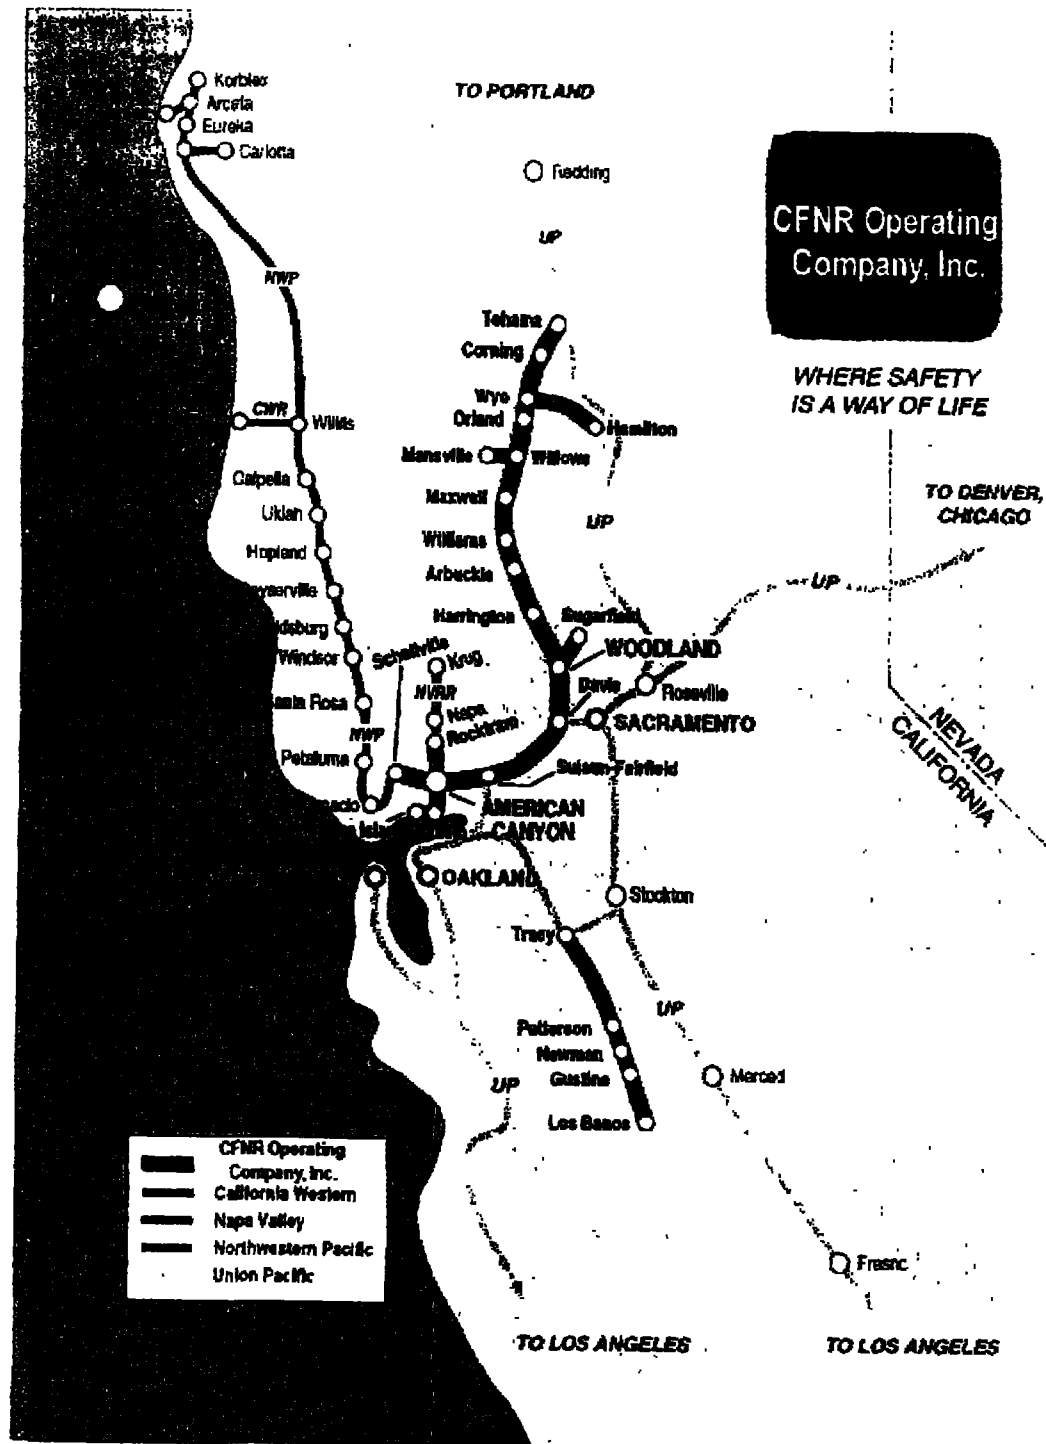 Korblex
Arcata
Eureka
Carlotta
TO PORTLAND
Redding
UP
CFNR Operating
Company, Inc.
WHERE SAFETY
IS A WAY OF LIFE
NWP
Tehama
Corning
Wyo
Orland
Hamilton
CWR
Willits
Willows
Calpella
Maxwell
TO DENVER,
CHICAGO
Ukiah
UP
Williams
Hopland
Arbuckle
UP
Harrington
Sugarfield
Windsor
Schellville
Krug
WOODLAND
NVRR
Davis
Roseville
anta Rosa
Napa
SACRAMENTO
NWP
Rocktram
NEVADA
CALIFORNIA
Petaluma
Suisun-Fairfield
nacio
AMERICAN
CANYON
OAKLAND
Stockton
Tracy
UP
Patterson
Newman
Gustine
Merced
UP
Los Banos
CFNR Operating
Company, Inc.
California Western
Napa Valley
Northwestern Pacific
Union Pacific
TO LOS ANGELES
TO LOS ANGELES